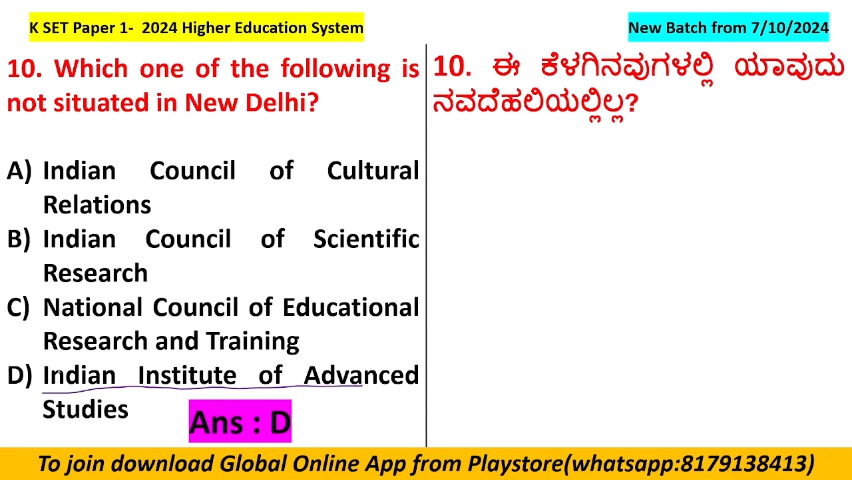 K SET Paper 1-  2024 Higher Education System
New Batch from 7/10/2024
10. Which one of the following is
not situated in New Delhi?
A) Indian Council of Cultural
Relations
B) Indian Council of Scientific
Research
C) National Council of Educational
Research and Training
D) Indian Institute of Advanced
Studies
Ans : D
10. ಈ ಕೆಳಗಿನವುಗಳಲ್ಲಿ ಯಾವುದು
ನವದೆಹಲಿಯಲ್ಲಿಲ್ಲ?
To join download Global Online App from Playstore(whatsapp:8179138413)